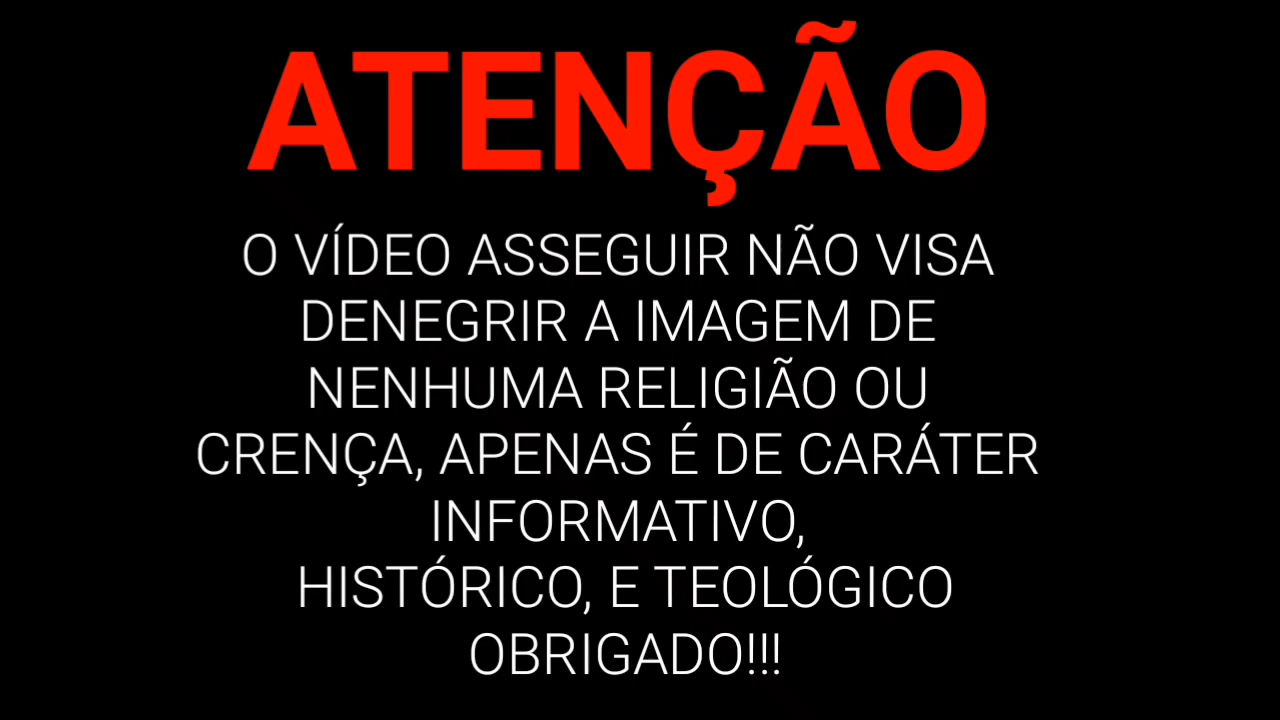 ATENÇÃO
O VÍDEO ASSEGUIR NÃO VISA
DENEGRIR A IMAGEM DE
NENHUMA RELIGIÃO OU
CRENÇA, APENAS É DE CARÁTER
INFORMATIVO,
HISTÓRICO, E TEOLÓGICO
OBRIGADO!!!